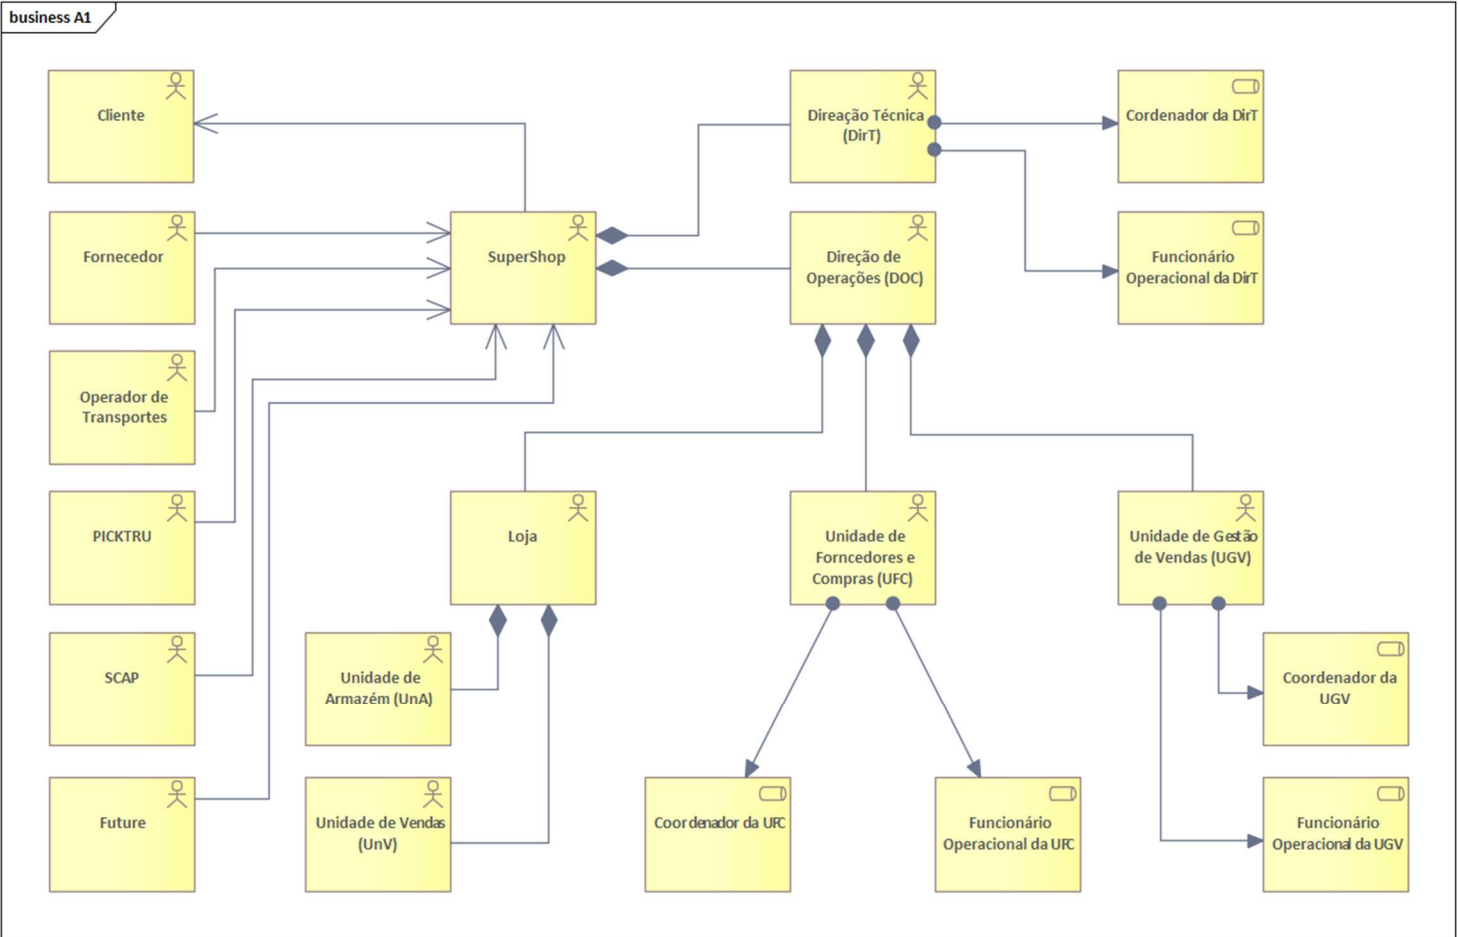 business A1
Cliente
Direação Técnica
(DirT)
Cordenador da DirT
Fornecedor
SuperShop
Direção de
Operações (DOC)
Funcionário
Operacional da DirT
Operador de
Transportes
PICKTRU
Loja
Unidade de
Forncedores e
Compras (UFC)
Unidade de Gestão
de Vendas (UGV)
SCAP
Unidade de
Armazém (UnA)
Coordenador da
UGV
Future
Unidade de Vendas
(UnV)
Coordenador da UFC
Funcionário
Operacional da UFC
Funcionário
Operacional da UGV